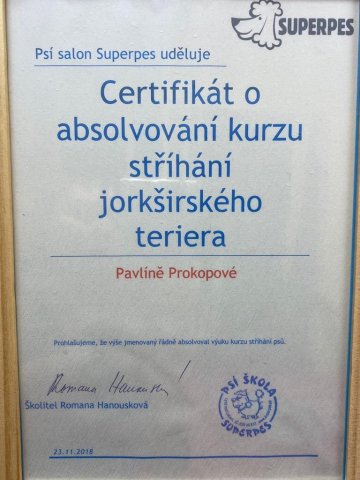 SUPERPES
Psí salon Superpes uděluje
Certifikát o
absolvování kurzu
stříhání
jorkširského
teriera
Pavlíně Prokopové
Prohlašujeme, že výše jmenovaný řádně absolvoval výuku kurzu stříhání psů.
Romana Hanousk
Školitel Romana Hanousková
PSÍ ŠKOLA
SUPERPES
23.11.2018